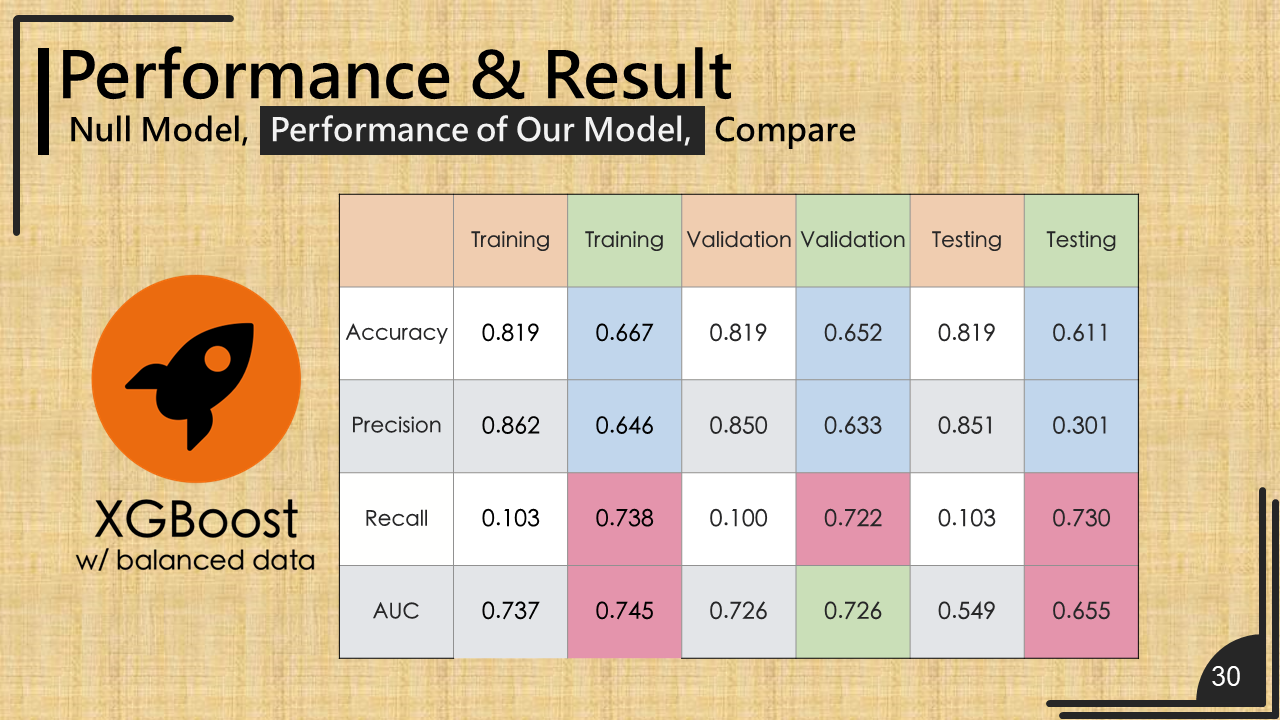 Performance & Result
Null Model, Performance of Our Model, Compare
Training Training Validation Validation Testing Testing
Accuracy 0.819 0.667 0.819 0.652 0.819 0.611
Precision 0.862 0.646 0.850 0.633 0.851 0.301
Recall 0.103 0.738 0.100 0.722 0.103 0.730
AUC 0.737 0.745 0.726 0.726 0.549 0.655
XGBoost
w/ balanced data
30